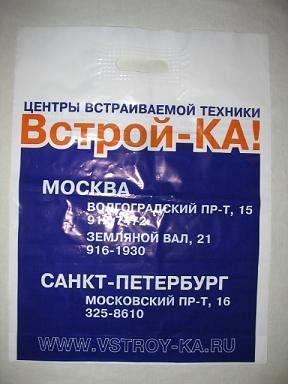 ЦЕНТРЫ ВСТРАИВАЕМОЙ ТЕХНИКИ
Встрой-КА!
МОСКВА
ВОЛГОГРАДСКИЙ ПР-Т, 15
ЗЕМЛЯНОЙ ВАЛ, 21
916-1930
САНКТ-ПЕТЕРБУРГ
МОСКОВСКИЙ ПР-Т, 16
325-8610
WWW.VSTROY-KA.RU